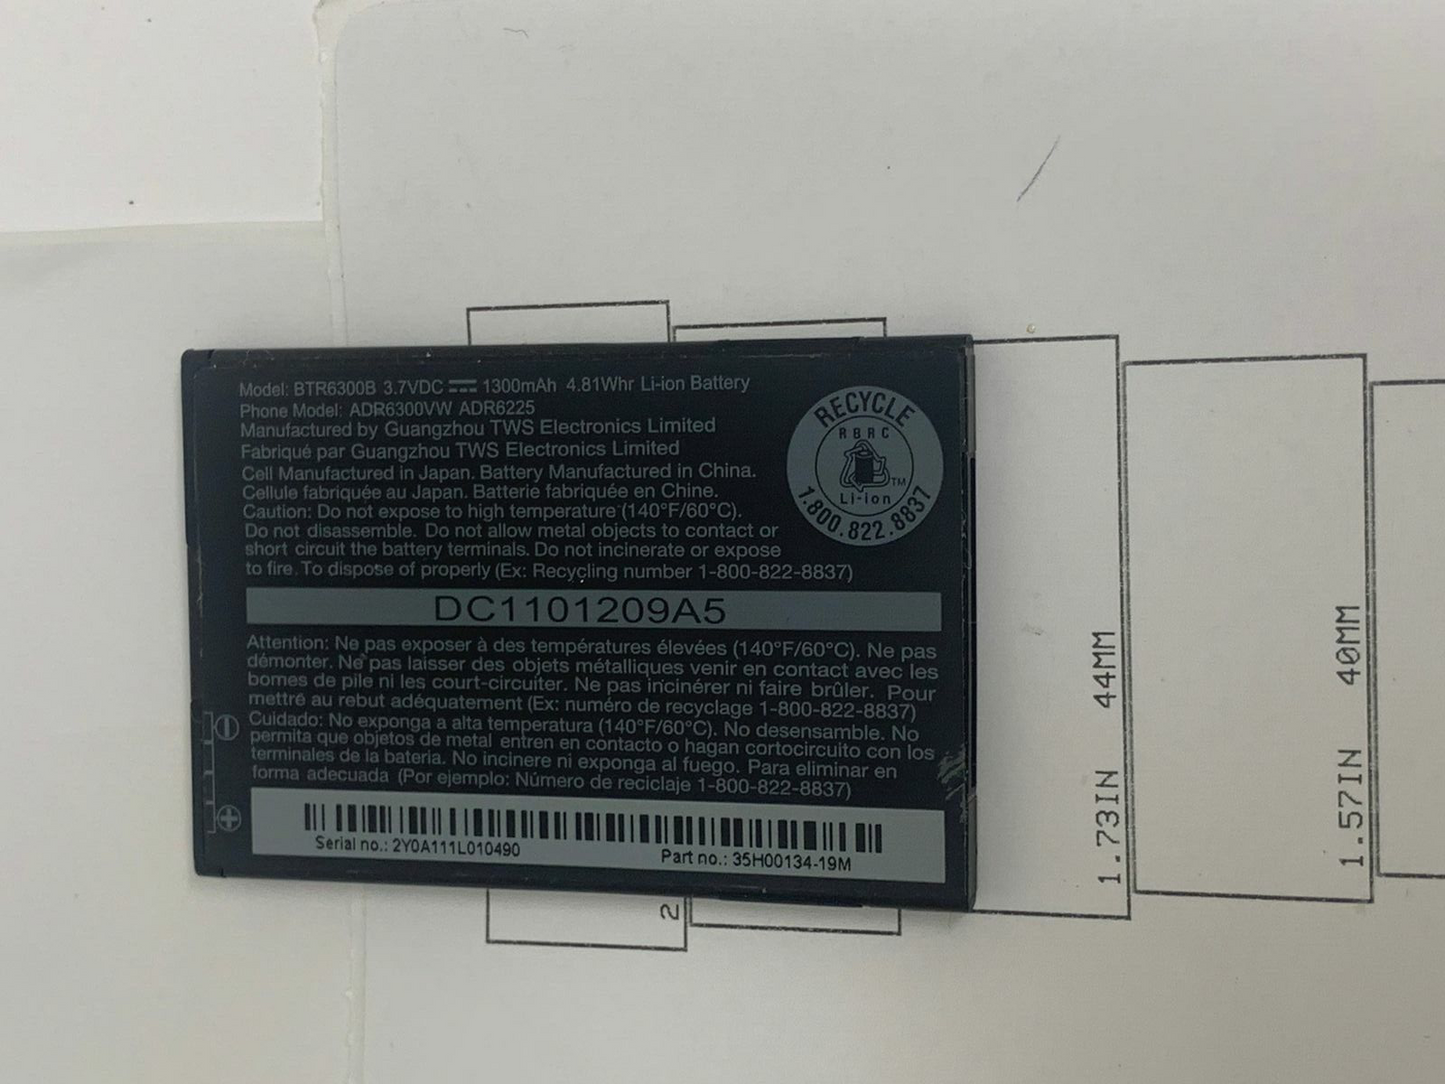 Model: BTR6300B 3.7VDC 1300mAh 4.81Whr Li-ion Battery
Phone Model: ADR6300VW ADR6225
Manufactured by Guangzhou TWS Electronics Limited
Fabriqué par Guangzhou TWS Electronics Limited
Cell Manufactured in Japan. Battery Manufactured in China.
Cellule fabriquée au Japan. Batterie fabriquée en Chine.
Caution: Do not expose to high temperature (140°F/60°C).
Do not disassemble. Do not allow metal objects to contact or
short circuit the battery terminals. Do not incinerate or expose
to fire. To dispose of properly (Ex: Recycling number 1-800-822-8837)
RECYCLE
RBRC
TM
Li-ion
1.800.822.8837
DC1101209A5
Attention: Ne pas exposer à des températures élevées (140°F/60°C). Ne pas
démonter. Ne pas laisser des objets métalliques venir en contact avec les
bornes de pile ni les court-circuiter. Ne pas incinérer ni faire brûler. Pour
mettre au rebut adéquatement (Ex: numéro de recyclage 1-800-822-8837)
Cuidado: No exponga a alta temperatura (140°F/60°C). No desensamble. No
permita que objetos de metal entren en contacto o hagan cortocircuito con los
terminales de la bateria. No incinere ni exponga al fuego. Para eliminar en
forma adecuada (Por ejemplo: Número de reciclaje 1-800-822-8837)
Serial no.: 2Y0A111L010490
Part no.: 35H00134-19M
2
1.73IN 44MM
1.57IN 40MM